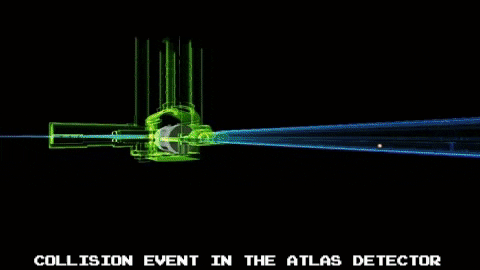 COLLISION EVENT IN THE ATLAS DETECTOR